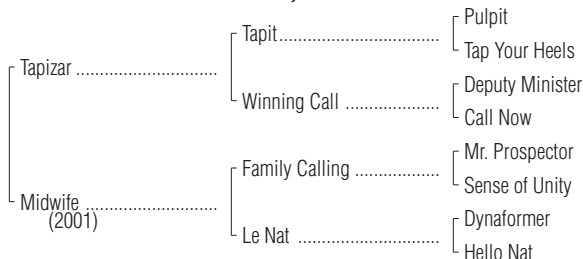 Pulpit
Tapit
Tap Your Heels
Tapizar
Deputy Minister
Winning Call
Call Now
Mr. Prospector
Family Calling
Sense of Unity
Midwife
(2001)
Dynaformer
Le Nat
Hello Nat